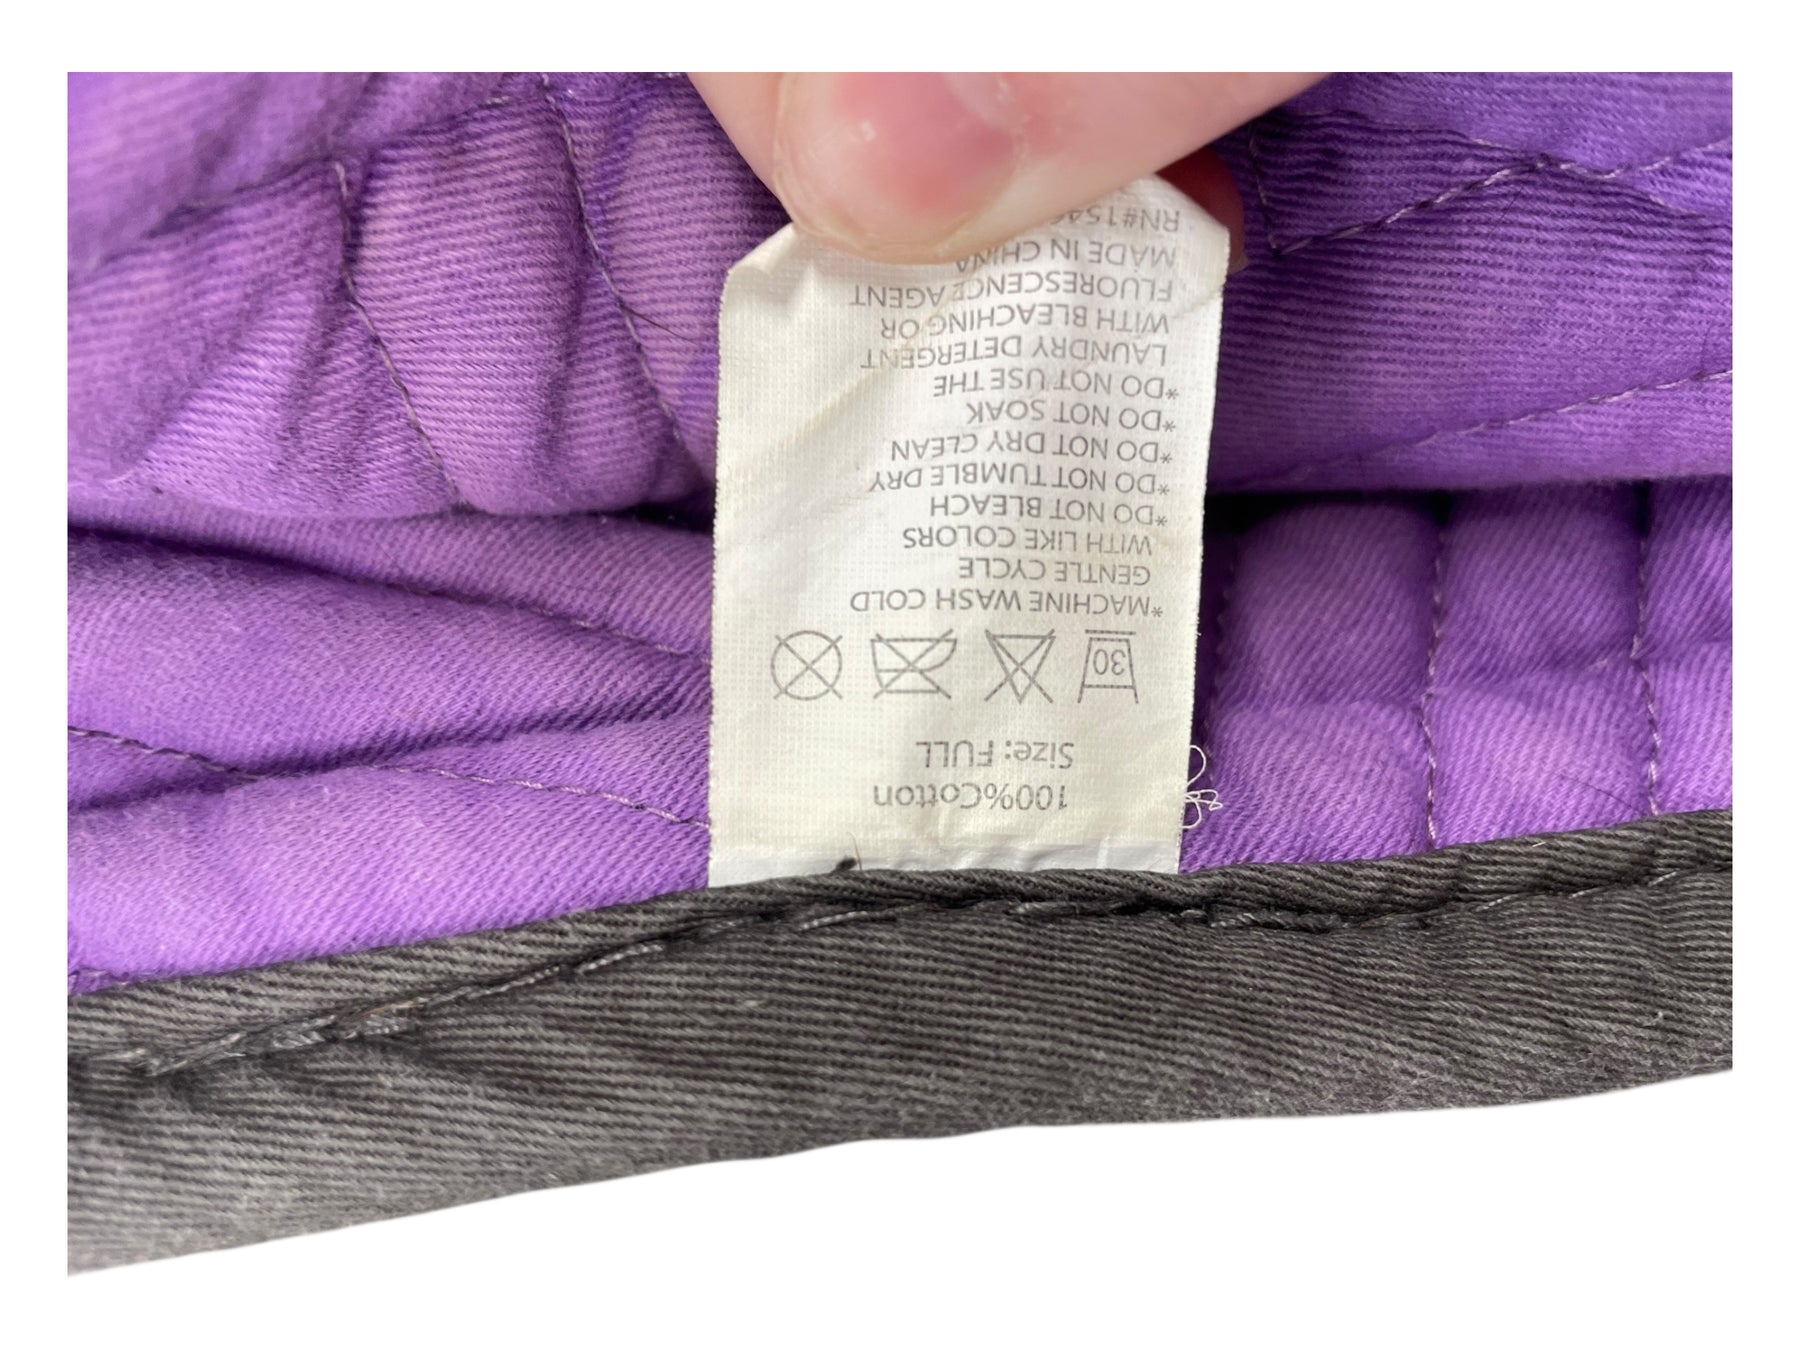 100%Cotton
Size: FULL
30
*MACHINE WASH COLD
GENTLE CYCLE
WITH LIKE COLORS
*DO NOT BLEACH
*DO NOT TUMBLE DRY
*DO NOT DRY CLEAN
*DO NOT SOAK
*DO NOT USE THE
LAUNDRY DETERGENT
WITH BLEACHING OR
FLUORESCENCE AGENT
MADE IN CHINA